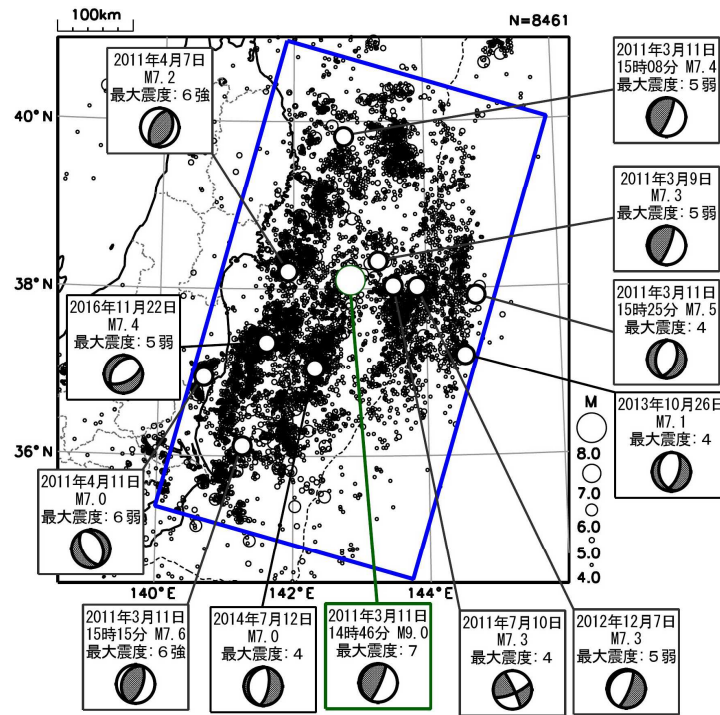 100km
N=8461
2011年4月7日
M7.2
最大震度：6強
2011年3月11日
15時08分 M7.4
最大震度：5弱
40°N
2011年3月9日
M7.3
最大震度：5弱
38°N
2011年3月11日
15時25分 M7.5
最大震度：4
2016年11月22日
M7.4
最大震度：5弱
2013年10月26日
M7.1
最大震度：4
M
8.0
7.0
6.0
5.0
4.0
36°N
2011年4月11日
M7.0
最大震度：6弱
140°E
142°E
144°E
2011年3月11日
15時15分 M7.6
最大震度：6強
2014年7月12日
M7.0
最大震度：4
2011年3月11日
14時46分 M9.0
最大震度：7
2011年7月10日
M7.3
最大震度：4
2012年12月7日
M7.3
最大震度：5弱